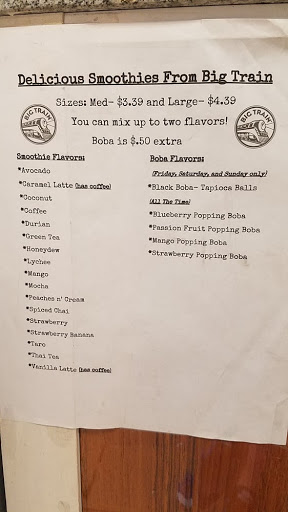 Delicious Smoothies From Big Train
Sizes: Med- $3.39 and Large- $4.39
BIG TRAIN
BIG TRAIN
You can mix up to two flavors!
Boba is $.50 extra
Smoothie Flavors:
*Avocado
*Caramel Latte (has coffee)
*Coconut
*Coffee
*Durian
*Green Tea
*Honeydew
*Lychee
*Mango
*Mocha
*Peaches n' Cream
*Spiced Chai
*Strawberry
*Strawberry Banana
*Taro
*Thai Tea
*Vanilla Latte (has coffee)
Boba Flavors:
(Friday, Saturday, and Sunday only)
*Black Boba- Tapioca Balls
(All The Time)
*Blueberry Popping Boba
*Passion Fruit Popping Boba
*Mango Popping Boba
*Strawberry Popping Boba